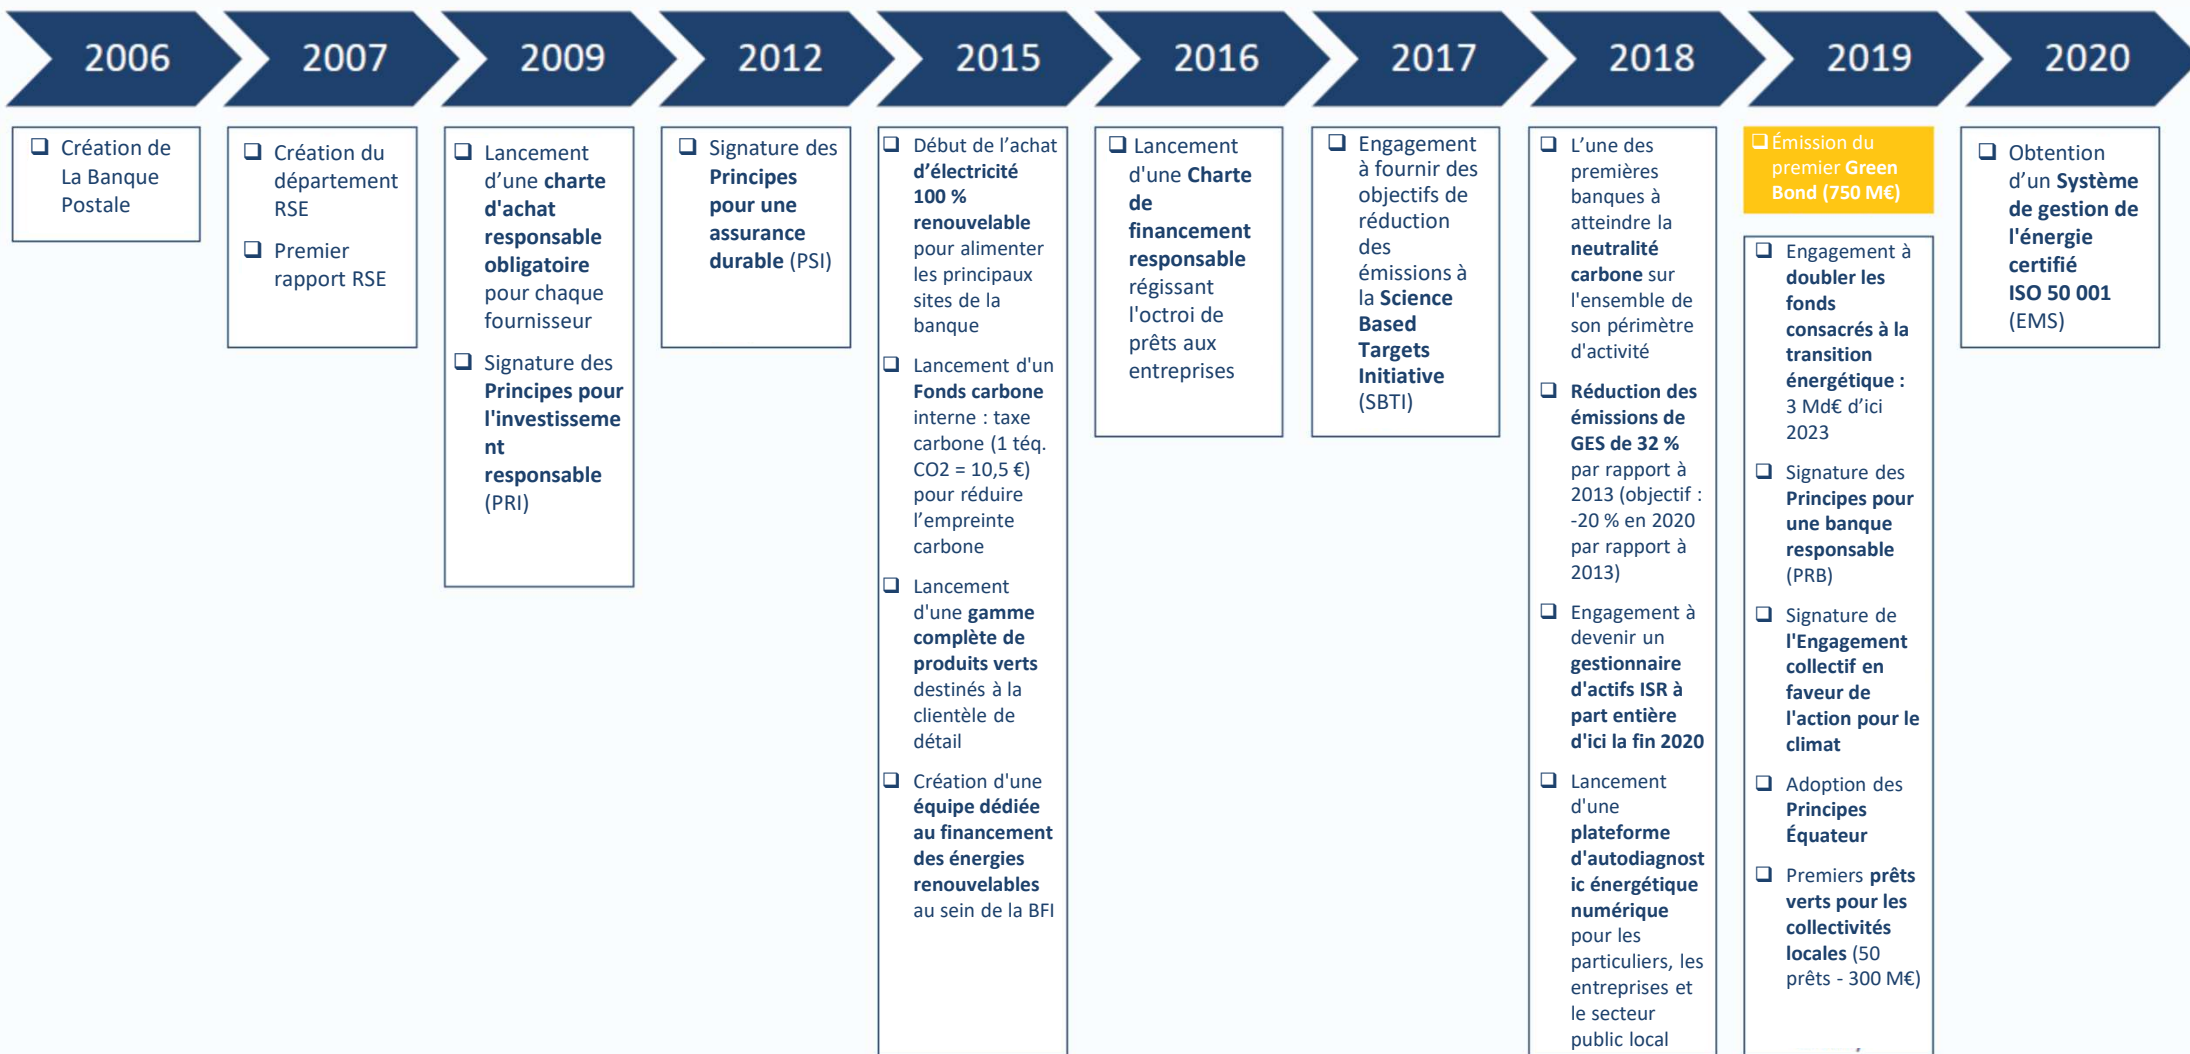 2006
2007
2009
2012
2015
2016
2017
2018
2019
2020
❑ Création de
La Banque
Postale
❑ Création du
département
RSE
❑ Premier
rapport RSE
❑ Lancement
d’une charte
d'achat
responsable
obligatoire
pour chaque
fournisseur
❑ Signature des
Principes pour
l'investisseme
nt
responsable
(PRI)
❑ Signature des
Principes
pour une
assurance
durable (PSI)
❑ Début de l’achat
d’électricité
100 %
renouvelable
pour alimenter
les principaux
sites de la
banque
❑ Lancement d'un
Fonds carbone
interne : taxe
carbone (1 téq.
CO2 = 10,5 €)
pour réduire
l’empreinte
carbone
❑ Lancement
d'une gamme
complète de
produits verts
destinés à la
clientèle de
détail
❑ Création d'une
équipe dédiée
au financement
des énergies
renouvelables
au sein de la BFI
❑ Lancement
d'une Charte
de
financement
responsable
régissant
l'octroi de
prêts aux
entreprises
❑ Engagement
à fournir des
objectifs de
réduction
des
émissions à
la Science
Based
Targets
Initiative
(SBTI)
❑ L’une des
premières
banques à
atteindre la
neutralité
carbone sur
l'ensemble de
son périmètre
d'activité
❑ Réduction des
émissions de
GES de 32 %
par rapport à
2013 (objectif :
-20 % en 2020
par rapport à
2013)
❑ Engagement à
devenir un
gestionnaire
d'actifs ISR à
part entière
d'ici la fin 2020
❑ Lancement
d'une
plateforme
d'autodiagnost
ic énergétique
numérique
pour les
particuliers, les
entreprises et
le secteur
public local
❑ Émission du
premier Green
Bond (750 M€)
❑ Engagement à
doubler les
fonds
consacrés à la
transition
énergétique :
3 Md€ d’ici
2023
❑ Signature des
Principes pour
une banque
responsable
(PRB)
❑ Signature de
l'Engagement
collectif en
faveur de
l'action pour le
climat
❑ Adoption des
Principes
Équateur
❑ Premiers prêts
verts pour les
collectivités
locales (50
prêts - 300 M€)
❑ Obtention
d’un Système
de gestion de
l'énergie
certifié
ISO 50 001
(EMS)